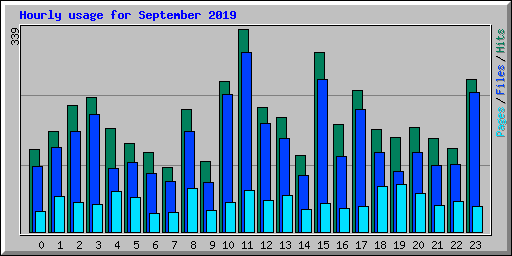 Hourly usage for September 2019
339
Pages/Files/Hits
0 1 2 3 4 5 6 7 8 9 10 11 12 13 14 15 16 17 18 19 20 21 22 23